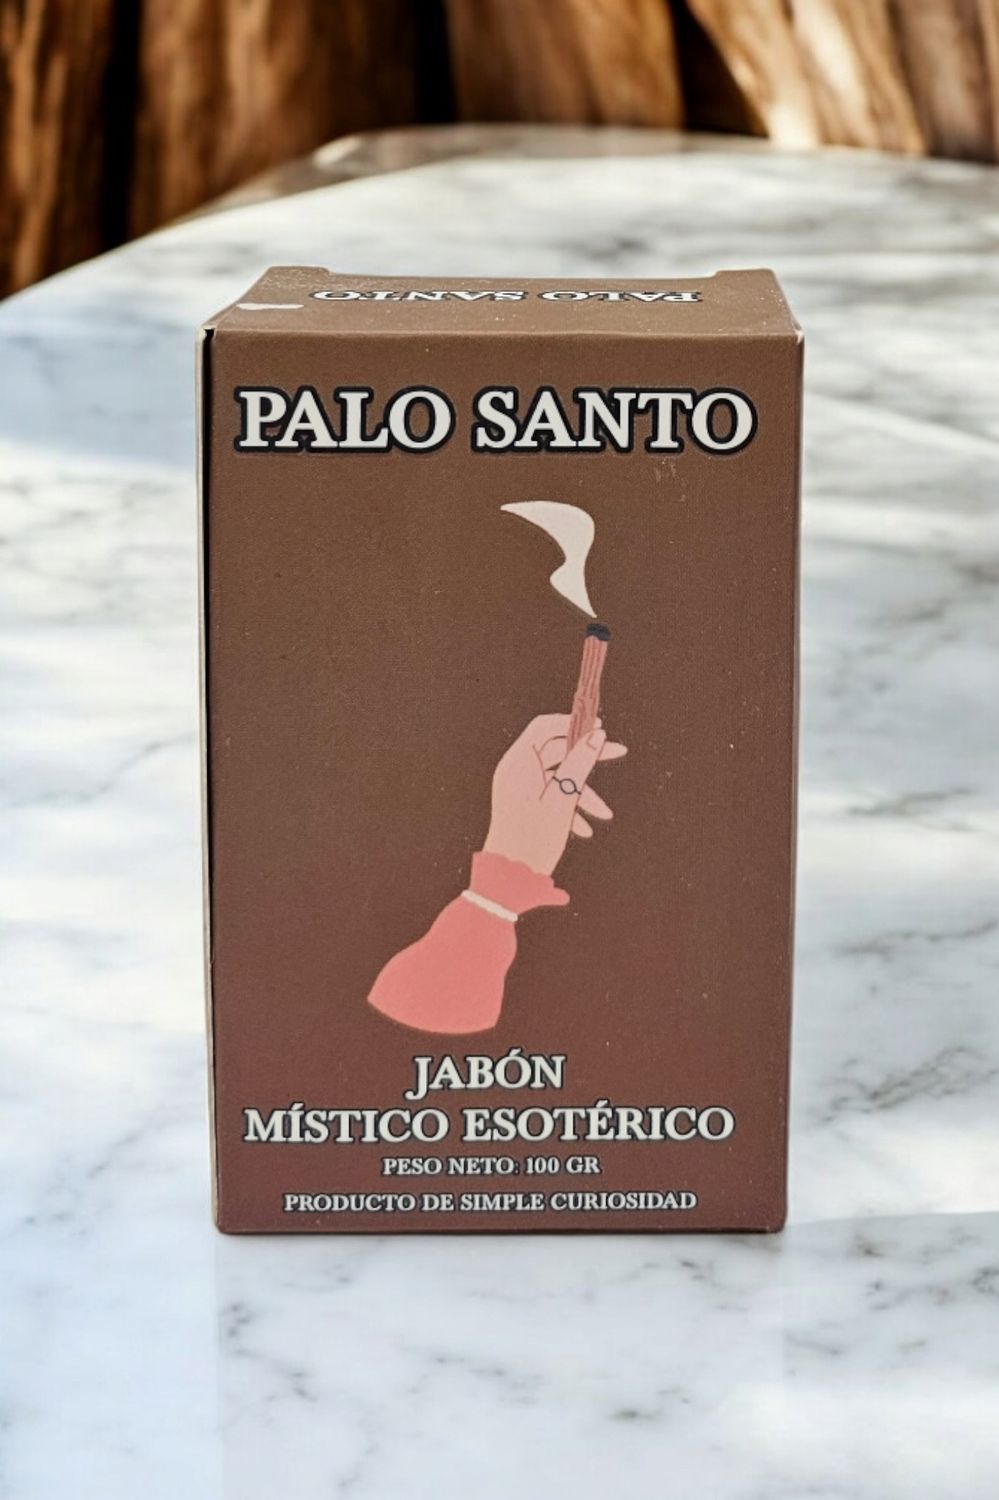 PALO SANTO
PALO SANTO
JABÓN
MÍSTICO ESOTÉRICO
PESO NETO: 100 GR
PRODUCTO DE SIMPLE CURIOSIDAD